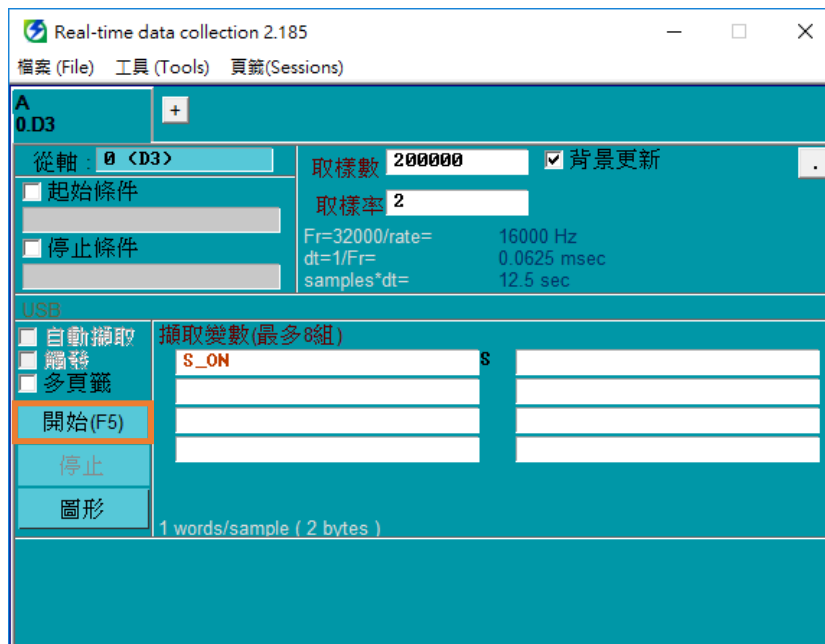 Real-time data collection 2.185
檔案 (File) 工具 (Tools) 頁籤(Sessions)
A
0.D3
+
從軸 : 0 (D3)
起始條件
停止條件
取樣數 200000
背景更新
.
取樣率 2
Fr=32000/rate= 16000 Hz
dt=1/Fr= 0.0625 msec
samples*dt= 12.5 sec
USB
自動擷取
觸發
多頁籤
開始(F5)
停止
圖形
擷取變數(最多8組)
S_ON S
1 words/sample ( 2 bytes )